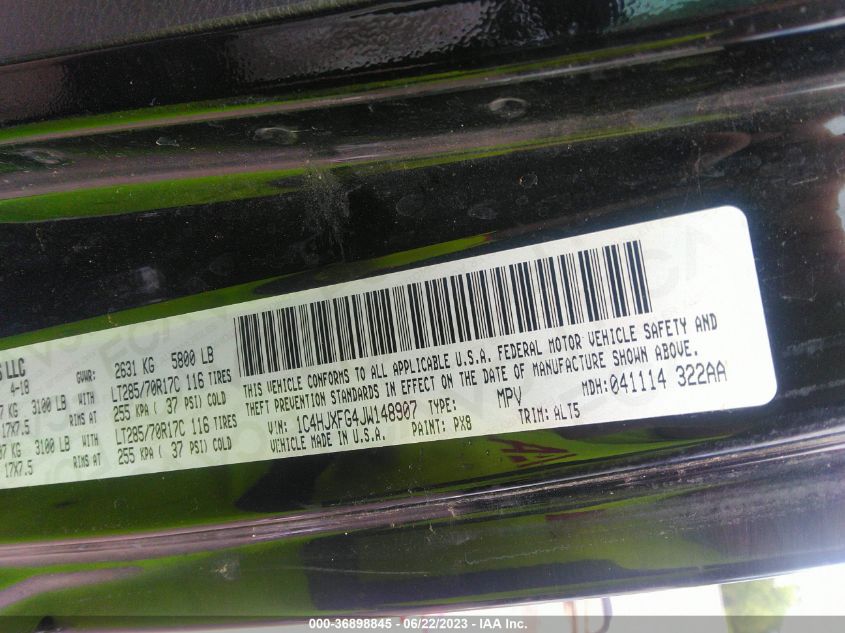 S LLC
4-18
GVWR: 2631 KG 5800 LB
7 KG 3100 LB LT285/70R17C 116 TIRES
17X7.5 RIMS AT 255 KPA ( 37 PSI) COLD
07 KG 3100 LB LT285/70R17C 116 TIRES
17X7.5 RIMS AT 255 KPA ( 37 PSI) COLD
THIS VEHICLE CONFORMS TO ALL APPLICABLE U.S.A. FEDERAL MOTOR VEHICLE SAFETY AND
THEFT PREVENTION STANDARDS IN EFFECT ON THE DATE OF MANUFACTURE SHOWN ABOVE.
VIN: 1C4HJXFG4JW148907 TYPE: MPV MDH: 041114 322AA
VEHICLE MADE IN U.S.A. PAINT: PX8 TRIM: ALT5
000-36898845 - 06/22/2023 - IAA Inc.